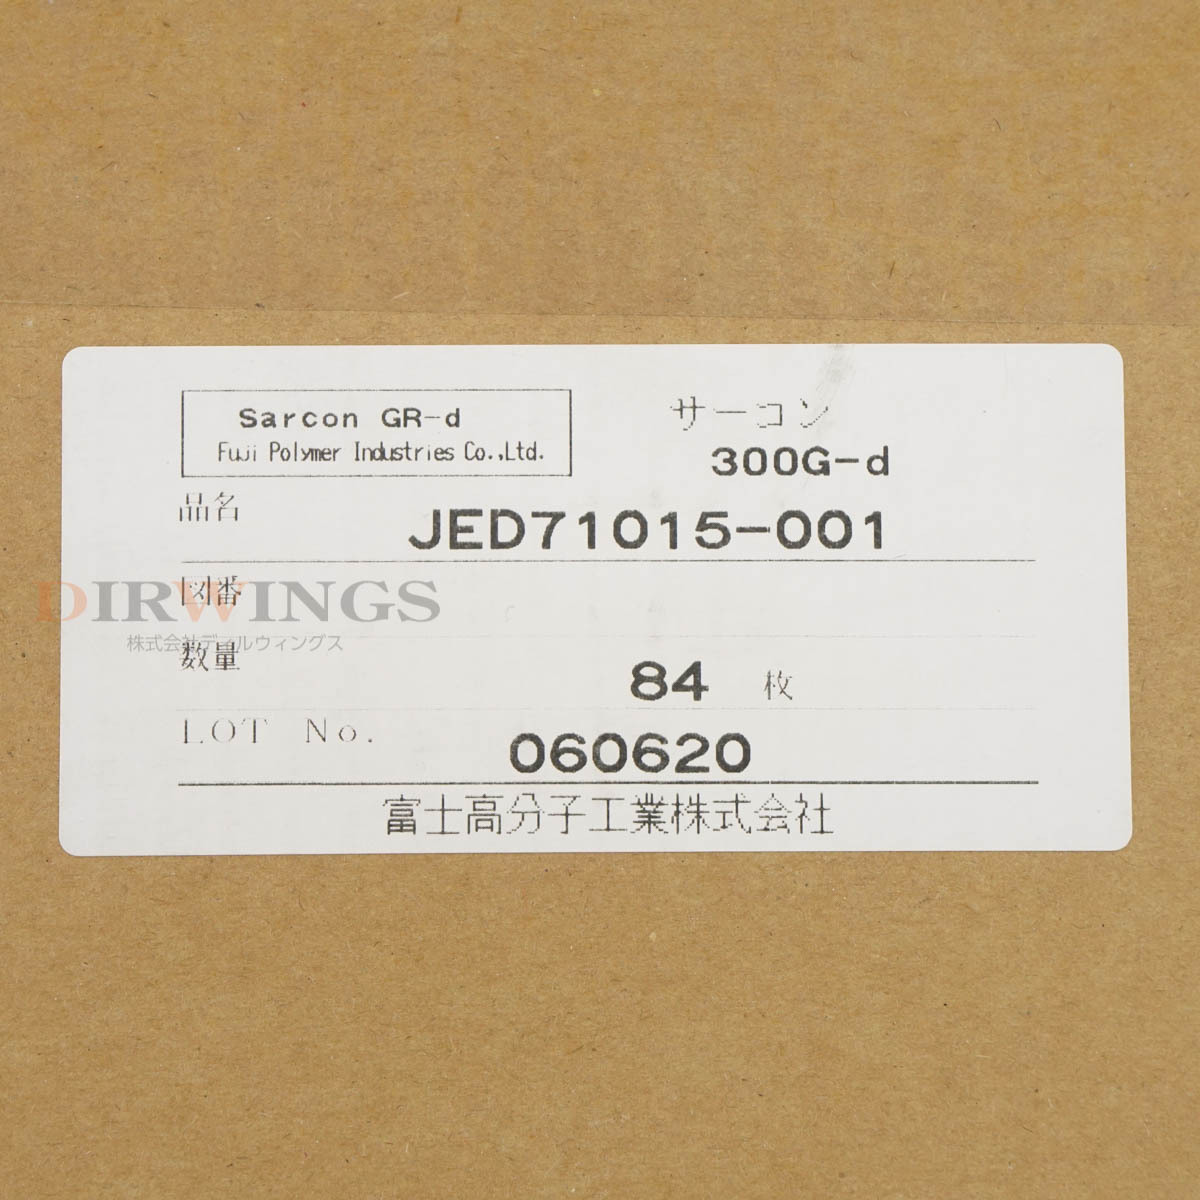 Sarcon GR-d
Fuji Polymer Industries Co.,Ltd.
サーコン
300G-d
品名 JED71015-001
図番
DIRWINGS
株式会社ディルウィングス
数量 84 枚
LOT No. 060620
富士高分子工業株式会社